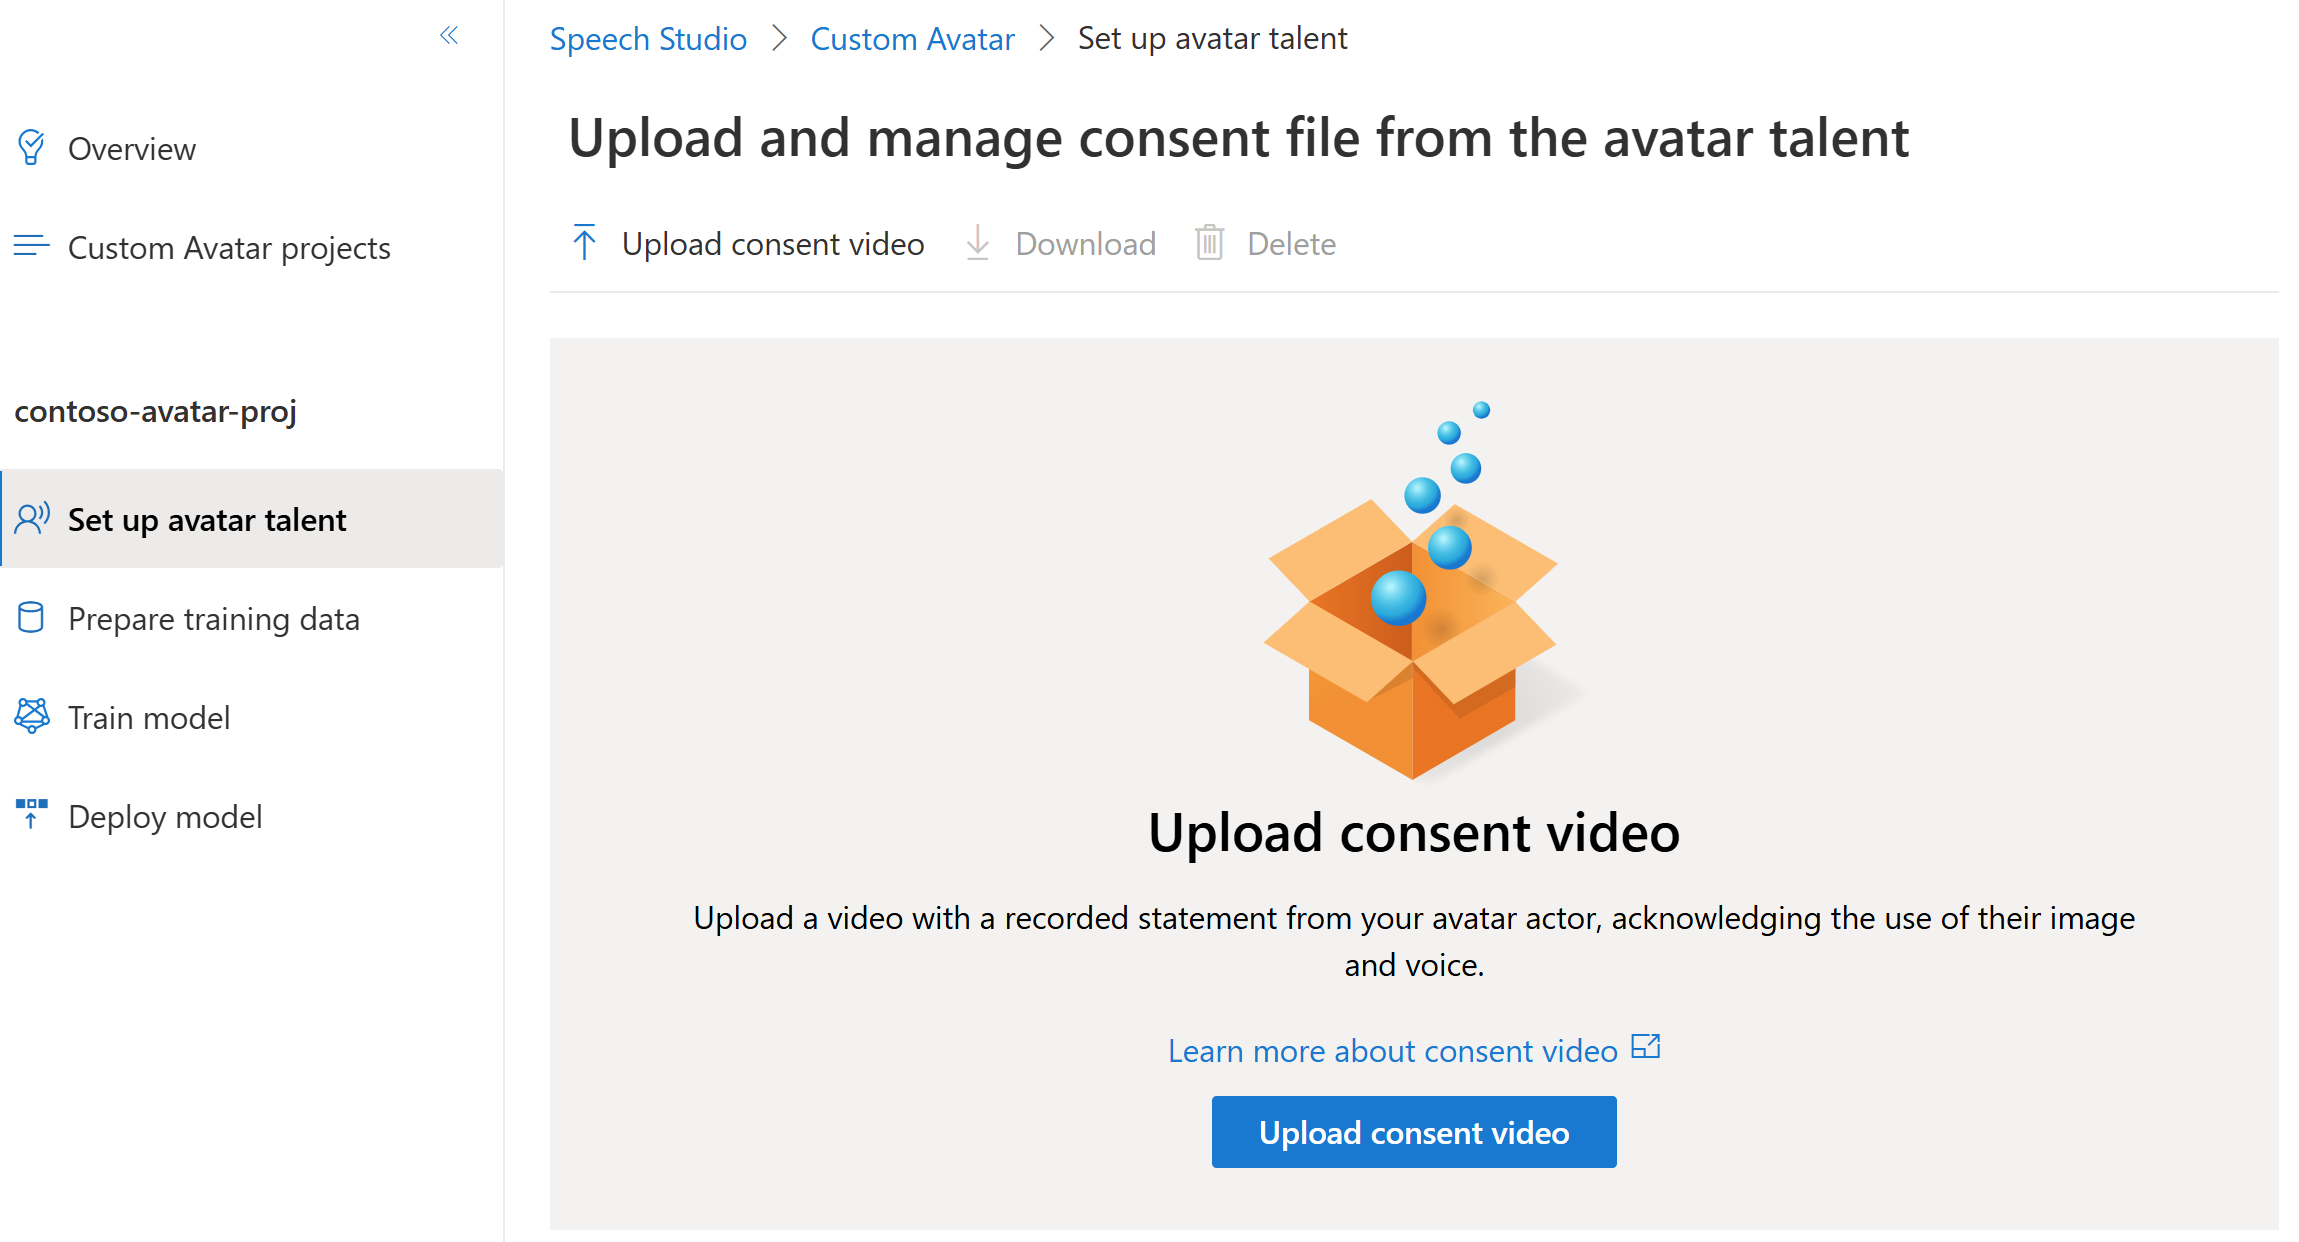 Speech Studio > Custom Avatar > Set up avatar talent
Overview
Custom Avatar projects
contoso-avatar-proj
Set up avatar talent
Prepare training data
Train model
Deploy model
Upload and manage consent file from the avatar talent
Upload consent video Download Delete
Upload consent video
Upload a video with a recorded statement from your avatar actor, acknowledging the use of their image
and voice.
Learn more about consent video
Upload consent video